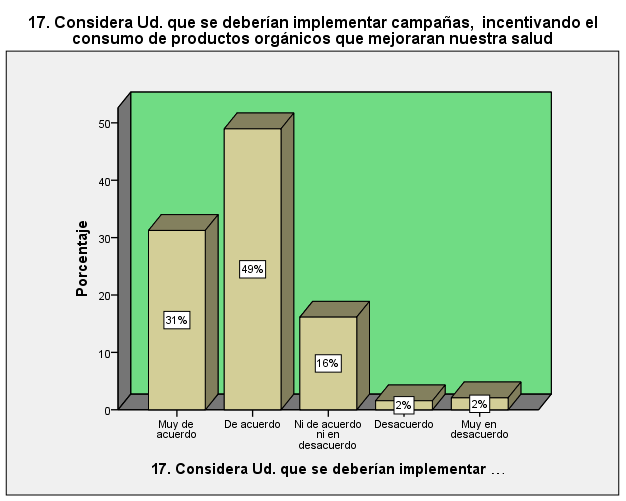 17. Considera Ud. que se deberían implementar campañas, incentivando el
consumo de productos orgánicos que mejoraran nuestra salud
Porcentaje
50
40
30
20
10
0
31%
49%
16%
2%
2%
Muy de
acuerdo
De acuerdo
Ni de acuerdo
ni en
desacuerdo
Desacuerdo
Muy en
desacuerdo
17. Considera Ud. que se deberían implementar …